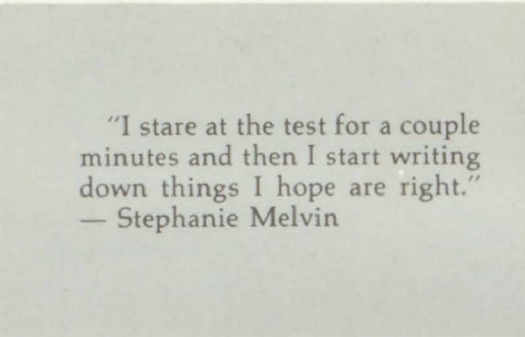 "I stare at the test for a couple
minutes and then I start writing
down things I hope are right."
— Stephanie Melvin